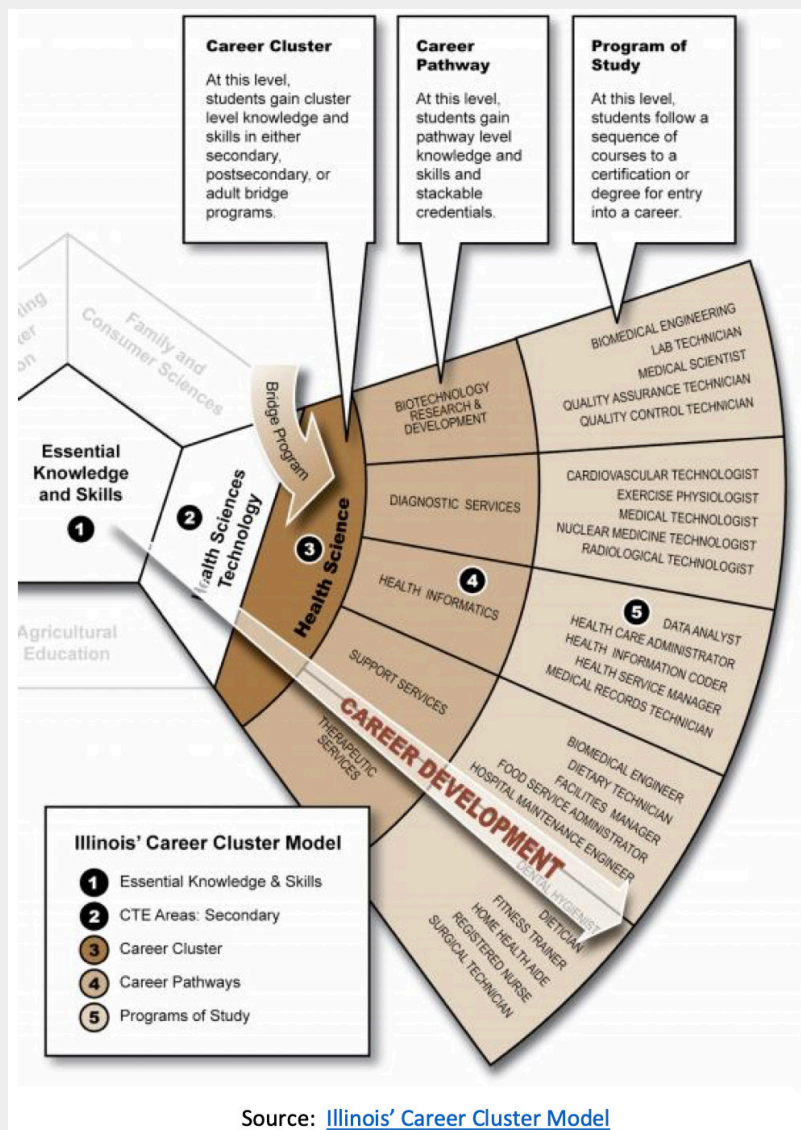 Career Cluster
At this level,
students gain cluster
level knowledge and
skills in either
secondary,
postsecondary, or
adult bridge
programs.
Career
Pathway
At this level,
students gain
pathway level
knowledge and
skills and
stackable
credentials.
Program of
Study
At this level,
students follow a
sequence of
courses to a
certification or
degree for entry
into a career.
Family and
Consumer Sciences
Bridge Program
Essential
Knowledge
and Skills
1
2
Health Sciences
Technology
3
Health Science
Agricultural
Education
BIOTECHNOLOGY
RESEARCH &
DEVELOPMENT
DIAGNOSTIC SERVICES
4
HEALTH INFORMATICS
SUPPORT SERVICES
THERAPEUTIC
SERVICES
BIOMEDICAL ENGINEERING
LAB TECHNICIAN
MEDICAL SCIENTIST
QUALITY ASSURANCE TECHNICIAN
QUALITY CONTROL TECHNICIAN
CARDIOVASCULAR TECHNOLOGIST
EXERCISE PHYSIOLOGIST
MEDICAL TECHNOLOGIST
NUCLEAR MEDICINE TECHNOLOGIST
RADIOLOGICAL TECHNOLOGIST
5
DATA ANALYST
HEALTH CARE ADMINISTRATOR
HEALTH INFORMATION CODER
HEALTH SERVICE MANAGER
MEDICAL RECORDS TECHNICIAN
BIOMEDICAL ENGINEER
DIETARY TECHNICIAN
FACILITIES MANAGER
FOOD SERVICE ADMINISTRATOR
HOSPITAL MAINTENANCE ENGINEER
DENTAL HYGIENIST
DIETICIAN
FITNESS TRAINER
HOME HEALTH AIDE
REGISTERED NURSE
SURGICAL TECHNICIAN
CAREER DEVELOPMENT
Illinois' Career Cluster Model
1 Essential Knowledge & Skills
2 CTE Areas: Secondary
3 Career Cluster
4 Career Pathways
5 Programs of Study
Source: Illinois' Career Cluster Model